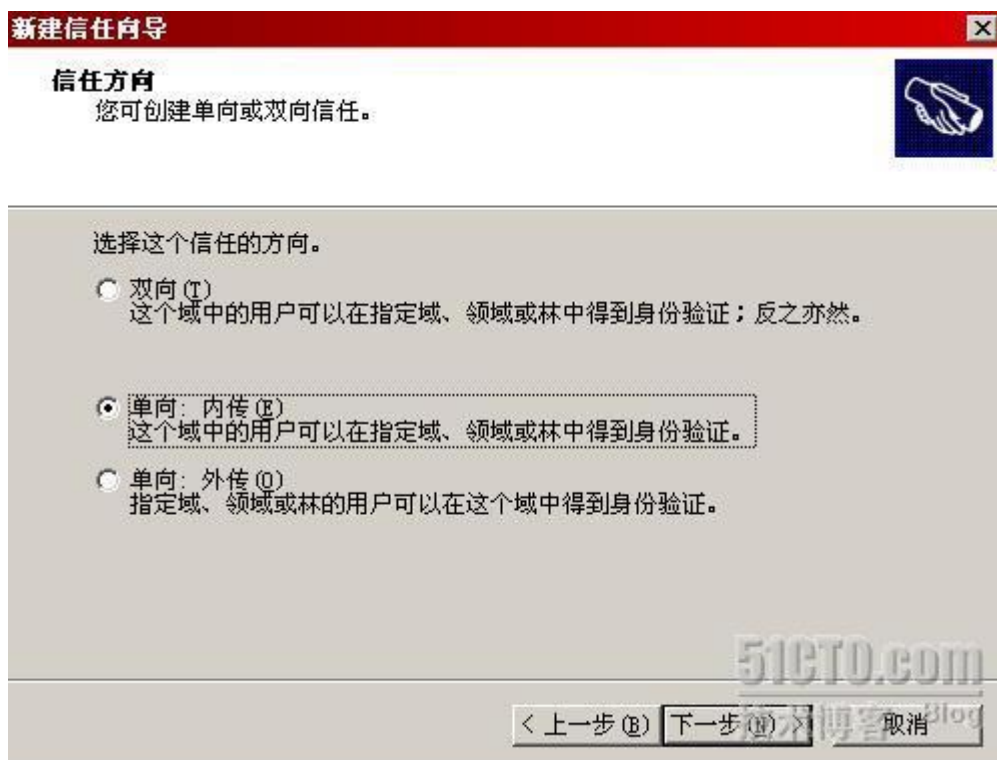 新建信任向导
信任方向
您可创建单向或双向信任。
选择这个信任的方向。
双向(T)
这个域中的用户可以在指定域、领域或林中得到身份验证；反之亦然。
单向: 内传(E)
这个域中的用户可以在指定域、领域或林中得到身份验证。
单向: 外传(O)
指定域、领域或林的用户可以在这个域中得到身份验证。
51CTO.com
< 上一步(B) 下一步(N) > 取消
技术博客 Blog